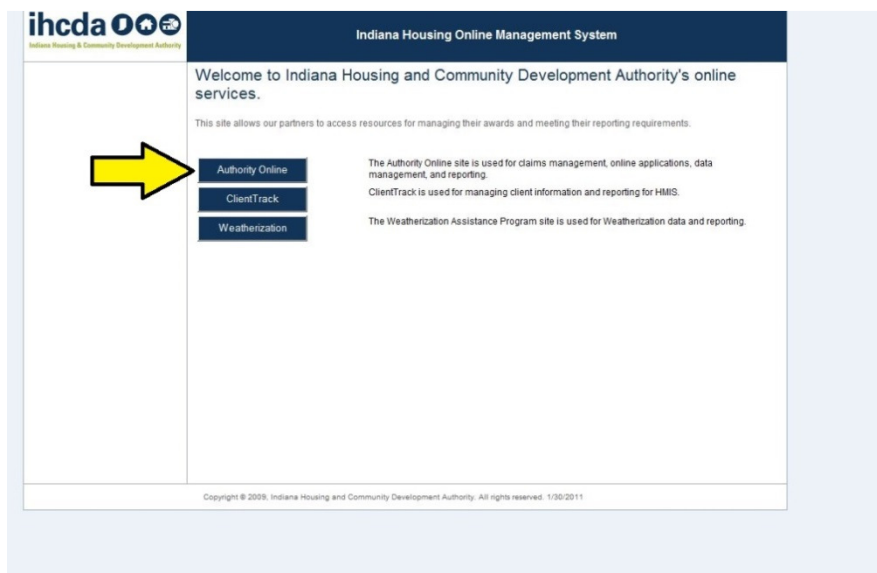 ihcda
Indiana Housing & Community Development Authority
Indiana Housing Online Management System
Welcome to Indiana Housing and Community Development Authority's online
services.
This site allows our partners to access resources for managing their awards and meeting their reporting requirements.
Authority Online
The Authority Online site is used for claims management, online applications, data
management, and reporting.
ClientTrack
ClientTrack is used for managing client information and reporting for HMIS.
Weatherization
The Weatherization Assistance Program site is used for Weatherization data and reporting.
Copyright © 2009, Indiana Housing and Community Development Authority. All rights reserved. 1/30/2011